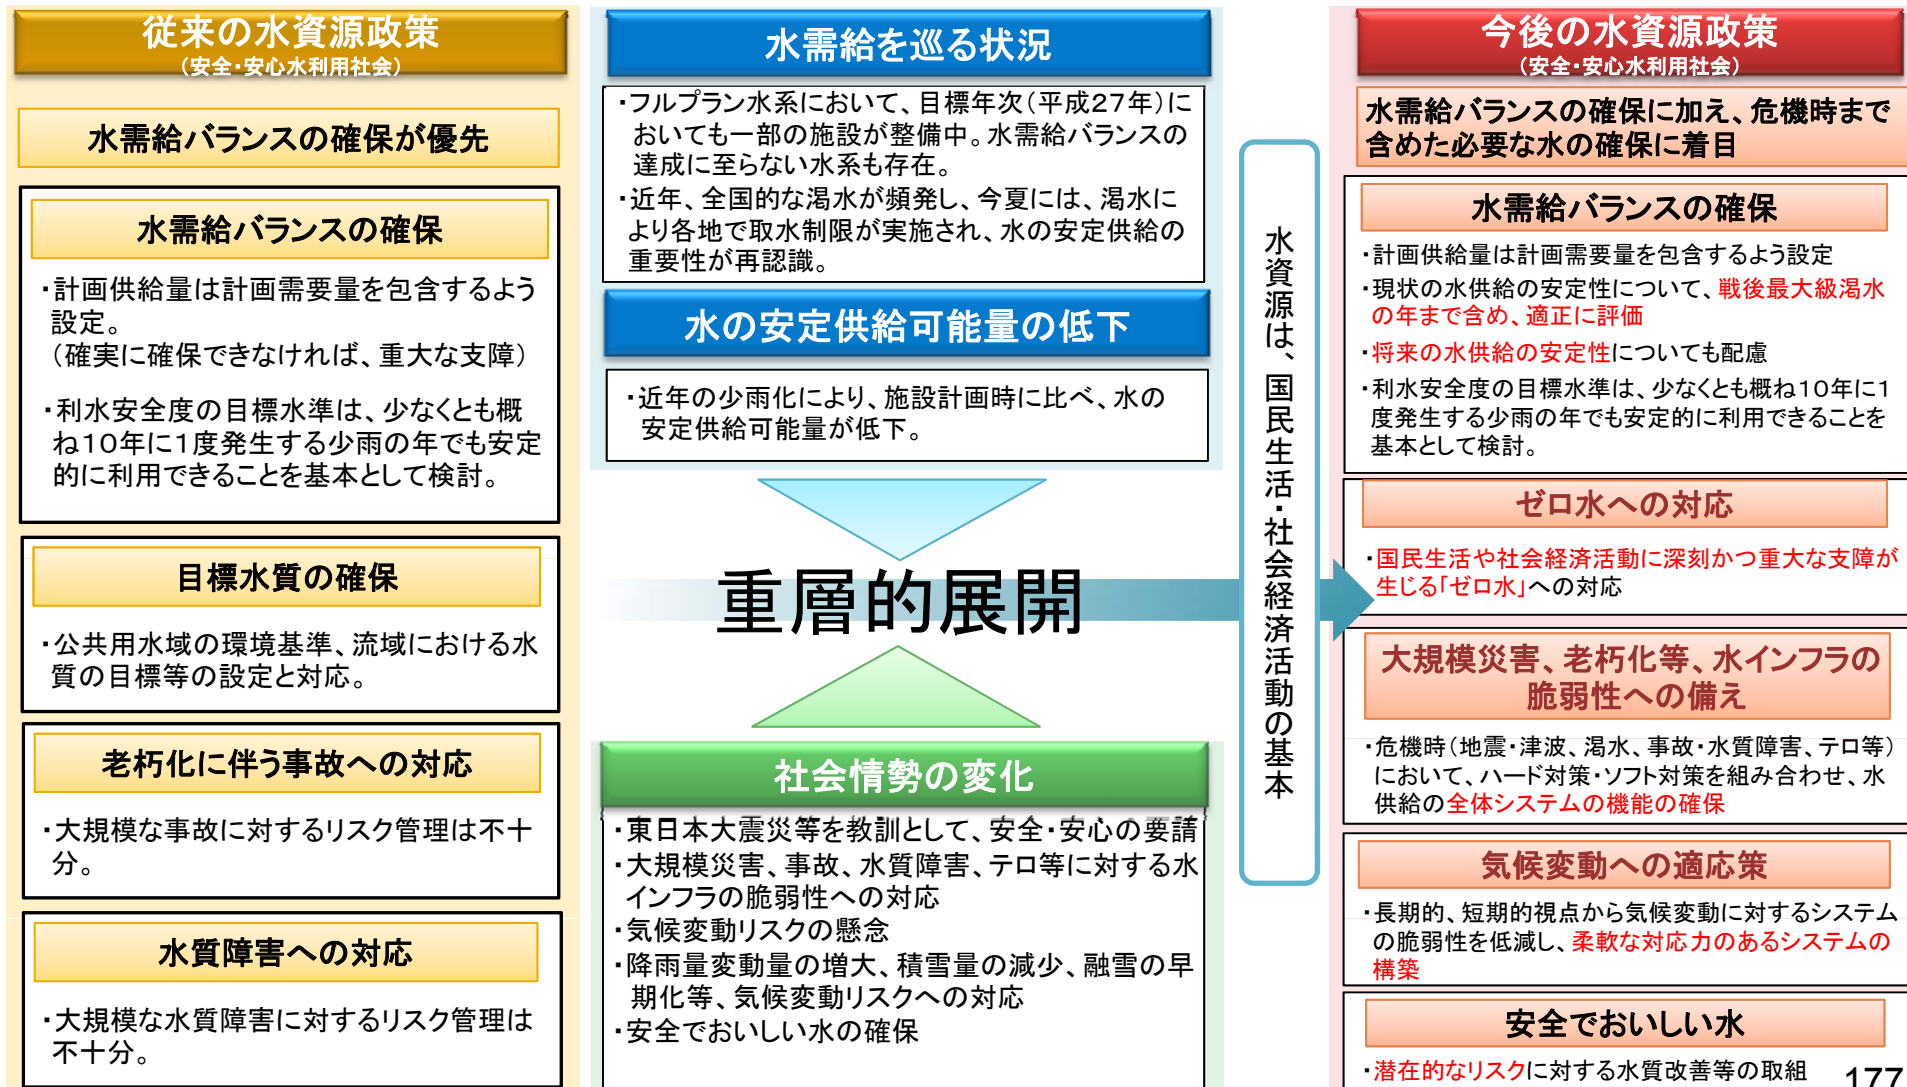 従来の水資源政策
(安全・安心水利用社会)
水需給バランスの確保が優先
水需給バランスの確保
・計画供給量は計画需要量を包含するよう
設定。
(確実に確保できなければ、重大な支障)
・利水安全度の目標水準は、少なくとも概
ね10年に1度発生する少雨の年でも安定
的に利用できることを基本として検討。
目標水質の確保
・公共用水域の環境基準、流域における水
質の目標等の設定と対応。
老朽化に伴う事故への対応
・大規模な事故に対するリスク管理は不十
分。
水質障害への対応
・大規模な水質障害に対するリスク管理は
不十分。
水需給を巡る状況
・フルプラン水系において、目標年次(平成27年)に
おいても一部の施設が整備中。水需給バランスの
達成に至らない水系も存在。
・近年、全国的な渇水が頻発し、今夏には、渇水に
より各地で取水制限が実施され、水の安定供給の
重要性が再認識。
水の安定供給可能量の低下
・近年の少雨化により、施設計画時に比べ、水の
安定供給可能量が低下。
重層的展開
社会情勢の変化
・東日本大震災等を教訓として、安全・安心の要請
・大規模災害、事故、水質障害、テロ等に対する水
インフラの脆弱性への対応
・気候変動リスクの懸念
・降雨量変動量の増大、積雪量の減少、融雪の早
期化等、気候変動リスクへの対応
・安全でおいしい水の確保
水資源は、国民生活・社会経済活動の基本
今後の水資源政策
(安全・安心水利用社会)
水需給バランスの確保に加え、危機時まで
含めた必要な水の確保に着目
水需給バランスの確保
・計画供給量は計画需要量を包含するよう設定
・現状の水供給の安定性について、戦後最大級渇水
の年まで含め、適正に評価
・将来の水供給の安定性についても配慮
・利水安全度の目標水準は、少なくとも概ね10年に1
度発生する少雨の年でも安定的に利用できることを
基本として検討。
ゼロ水への対応
・国民生活や社会経済活動に深刻かつ重大な支障が
生じる「ゼロ水」への対応
大規模災害、老朽化等、水インフラの
脆弱性への備え
・危機時(地震・津波、渇水、事故・水質障害、テロ等)
において、ハード対策・ソフト対策を組み合わせ、水
供給の全体システムの機能の確保
気候変動への適応策
・長期的、短期的視点から気候変動に対するシステム
の脆弱性を低減し、柔軟な対応力のあるシステムの
構築
安全でおいしい水
・潜在的なリスクに対する水質改善等の取組
177